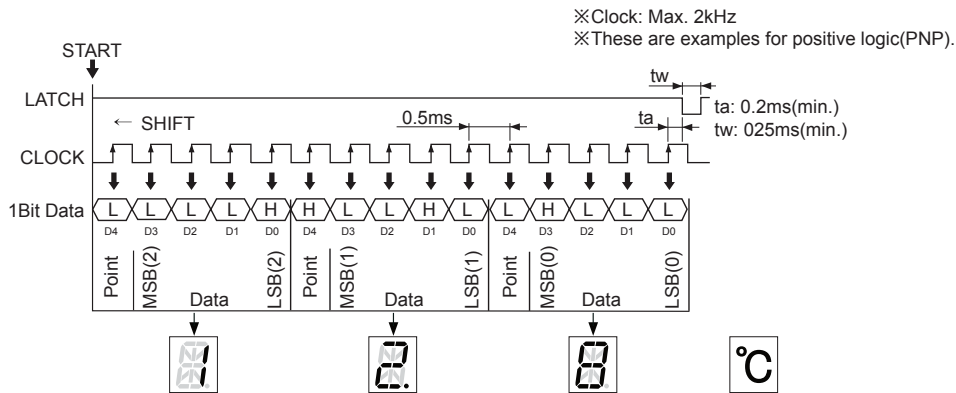 ※Clock: Max. 2kHz
※These are examples for positive logic(PNP).
START
tw
LATCH
ta: 0.2ms(min.)
← SHIFT
0.5ms
ta
tw: 025ms(min.)
CLOCK
1Bit Data L L L L H H L L H L L H L L L
D4 D3 D2 D1 D0 D4 D3 D2 D1 D0 D4 D3 D2 D1 D0
Point MSB(2) Data LSB(2) Point MSB(1) Data LSB(1) Point MSB(0) Data LSB(0)
1 2. 8 °C